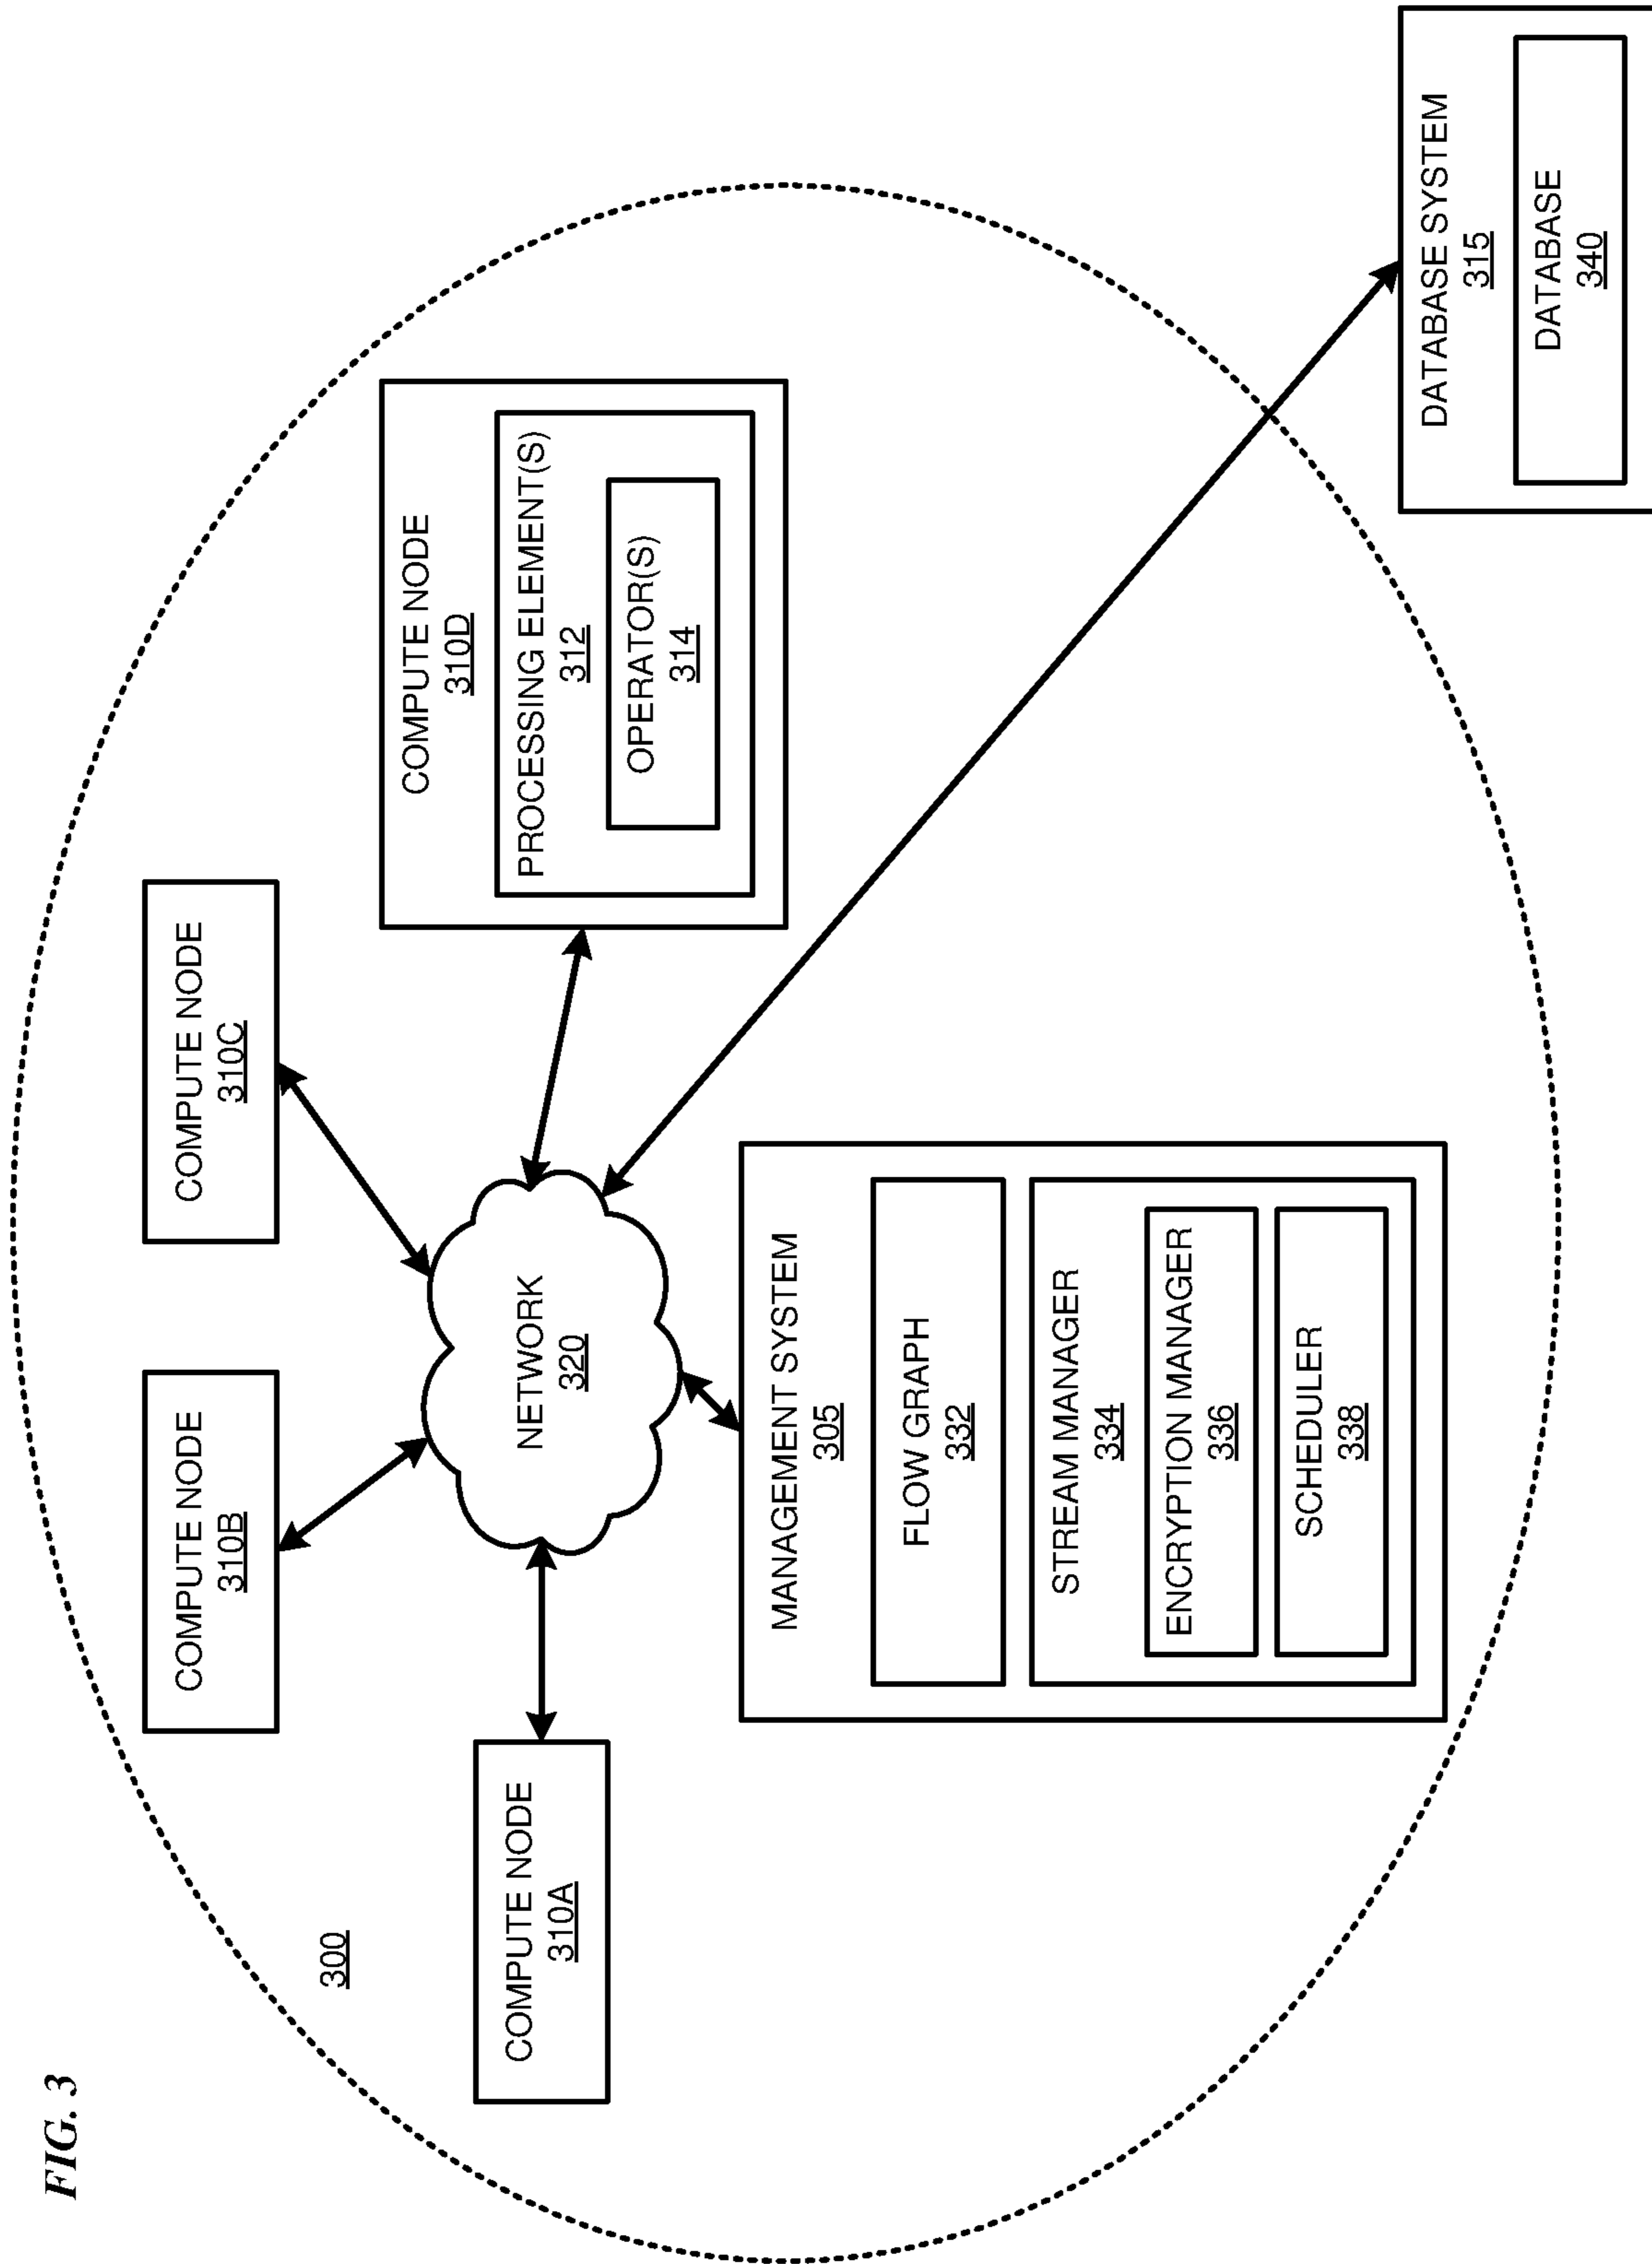 FIG. 3
300
COMPUTE NODE
310A
COMPUTE NODE
310B
COMPUTE NODE
310C
COMPUTE NODE
310D
PROCESSING ELEMENT(S)
312
OPERATOR(S)
314
NETWORK
320
MANAGEMENT SYSTEM
305
FLOW GRAPH
332
STREAM MANAGER
334
ENCRYPTION MANAGER
336
SCHEDULER
338
DATABASE SYSTEM
315
DATABASE
340